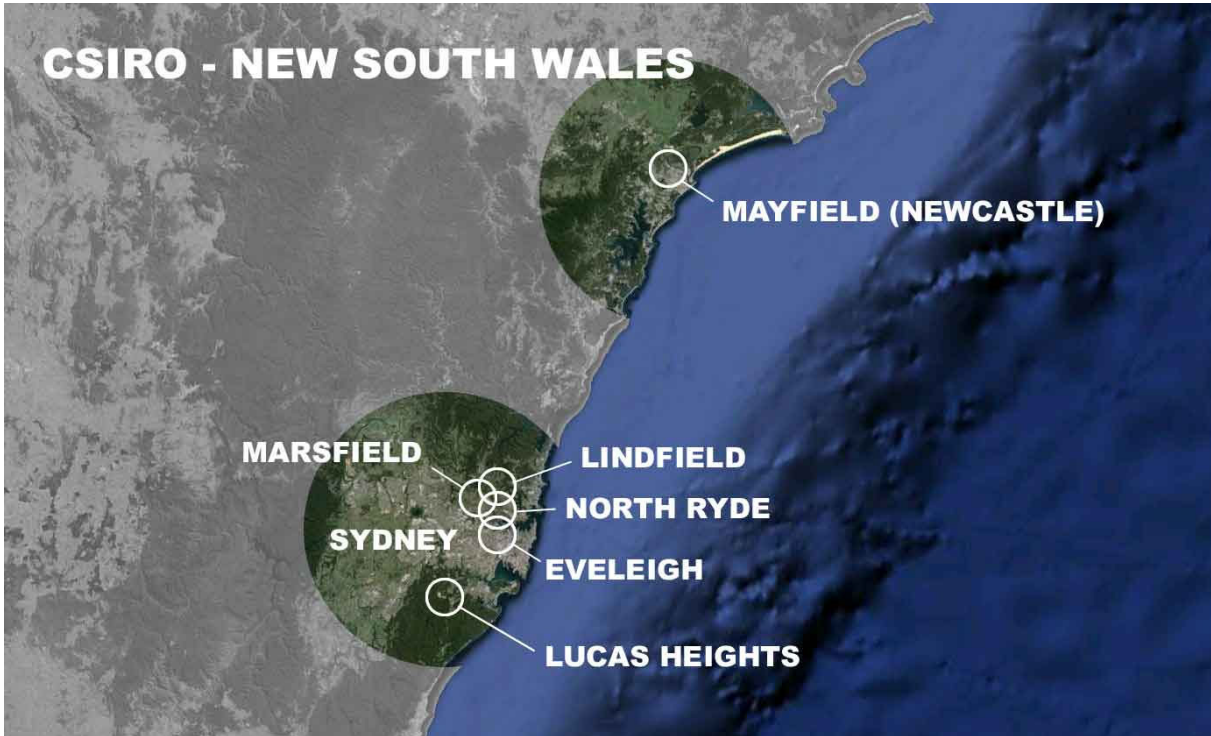 CSIRO - NEW SOUTH WALES
MAYFIELD (NEWCASTLE)
MARSFIELD
LINDFIELD
NORTH RYDE
SYDNEY
EVELEIGH
LUCAS HEIGHTS